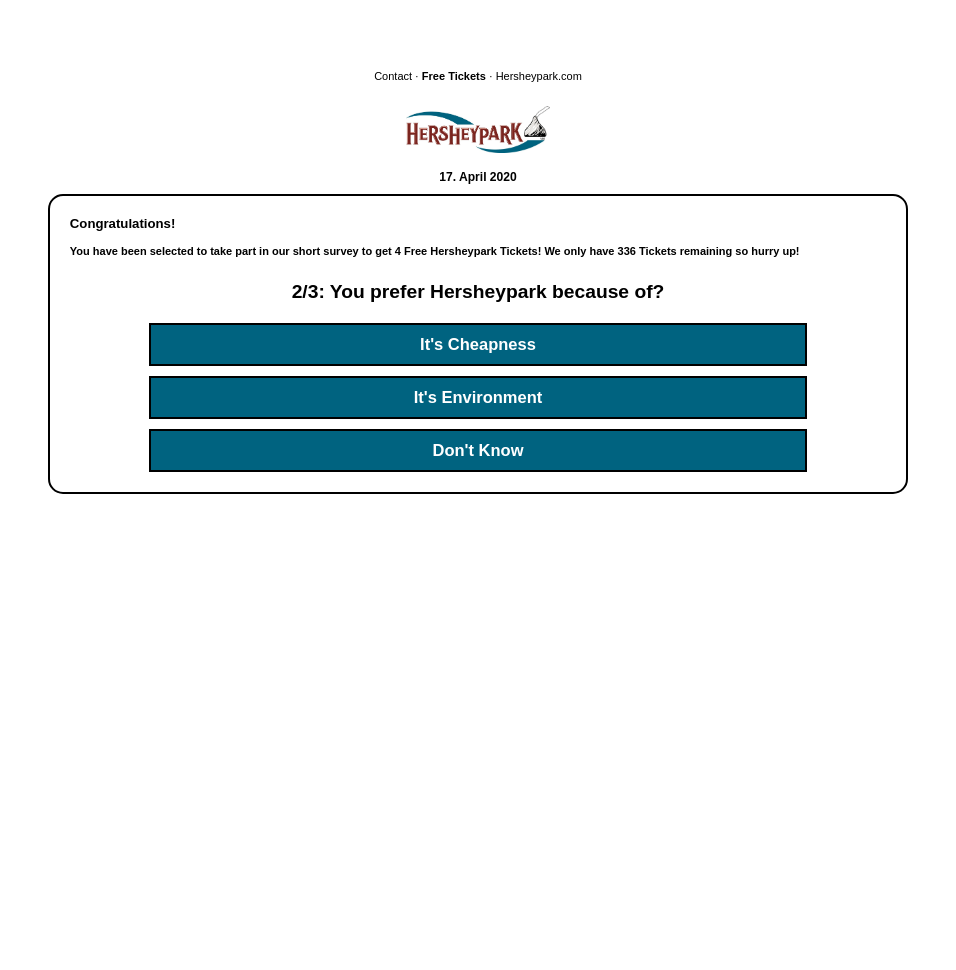 Contact · Free Tickets · Hersheypark.com
HERSHEYPARK
17. April 2020
Congratulations!
You have been selected to take part in our short survey to get 4 Free Hersheypark Tickets! We only have 336 Tickets remaining so hurry up!
2/3: You prefer Hersheypark because of?
It's Cheapness
It's Environment
Don't Know